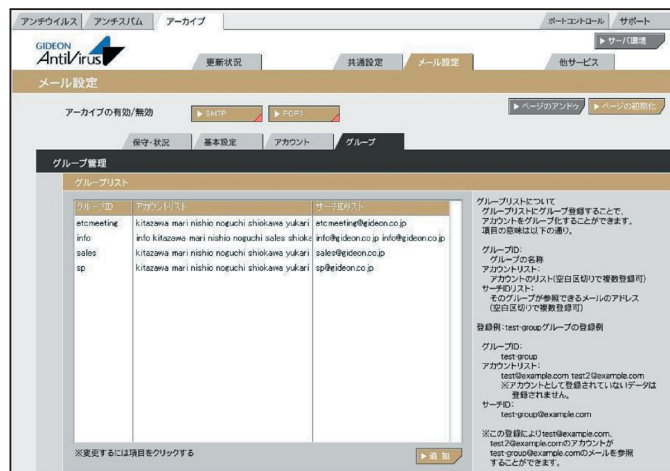 アンチウイルス アンチスパム アーカイブ ポートコントロール サポート
GIDEON
AntiVirus
▶サーバ環境
更新状況 共通設定 メール設定 他サービス
メール設定
アーカイブの有効/無効 ▶SMTP ▶POP3 ▶ページのアンドゥ ▶ページの初期化
保守・状況 基本設定 アカウント グループ
グループ管理
グループリスト
グループID アカウントリスト サーチIDリスト
etcmeeting kitazawa mari nishio noguchi shiokawa yukari etcmeeting@gideon.co.jp
info info kitazawa mari nishio noguchi sales shioka info@gideon.co.jp info@gideon.co.jp
sales kitazawa mari nishio noguchi shiokawa yukari sales@gideon.co.jp
sp kitazawa mari nishio noguchi shiokawa yukari sp@gideon.co.jp
※変更するには項目をクリックする ▶追 加
グループリストについて
グループリストにグループ登録することで、
アカウントをグループ化することができます。
項目の意味は以下の通り。
グループID:
グループの名称
アカウントリスト:
アカウントのリスト(空白区切りで複数登録可)
サーチIDリスト:
そのグループが参照できるメールのアドレス
(空白区切りで複数登録可)
登録例:test-groupグループの登録例
グループID:
test-group
アカウントリスト:
test@example.com test2@example.com
※アカウントとして登録されていないデータは
登録されません。
サーチID:
test-group@example.com
※この登録によりtest@example.com、
test2@example.comのアカウントが
test-group@example.comのメールを参照
することができます。